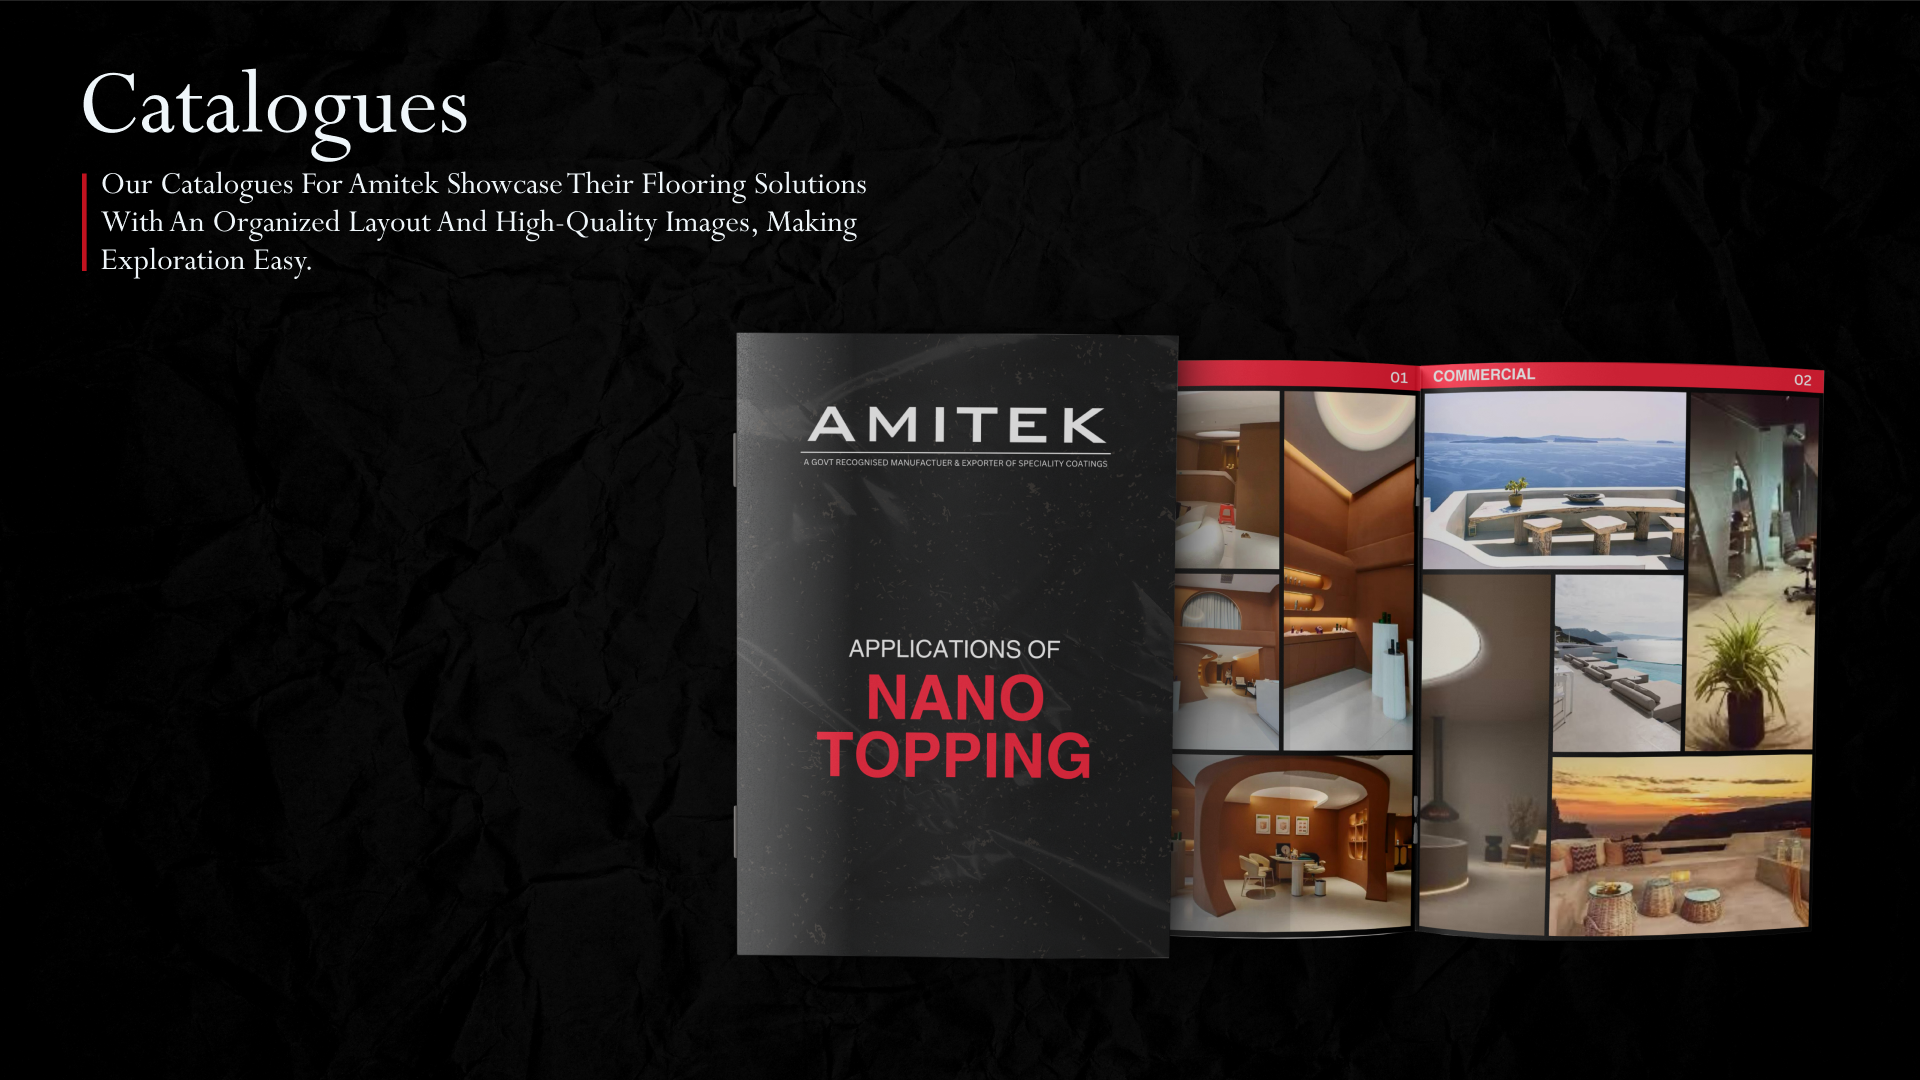 Catalogues
Our Catalogues For Amitek Showcase Their Flooring Solutions
With An Organized Layout And High-Quality Images, Making
Exploration Easy.
AMITEK
A GOVT RECOGNISED MANUFACTUER & EXPORTER OF SPECIALITY COATINGS
APPLICATIONS OF
NANO
TOPPING
01
COMMERCIAL
02